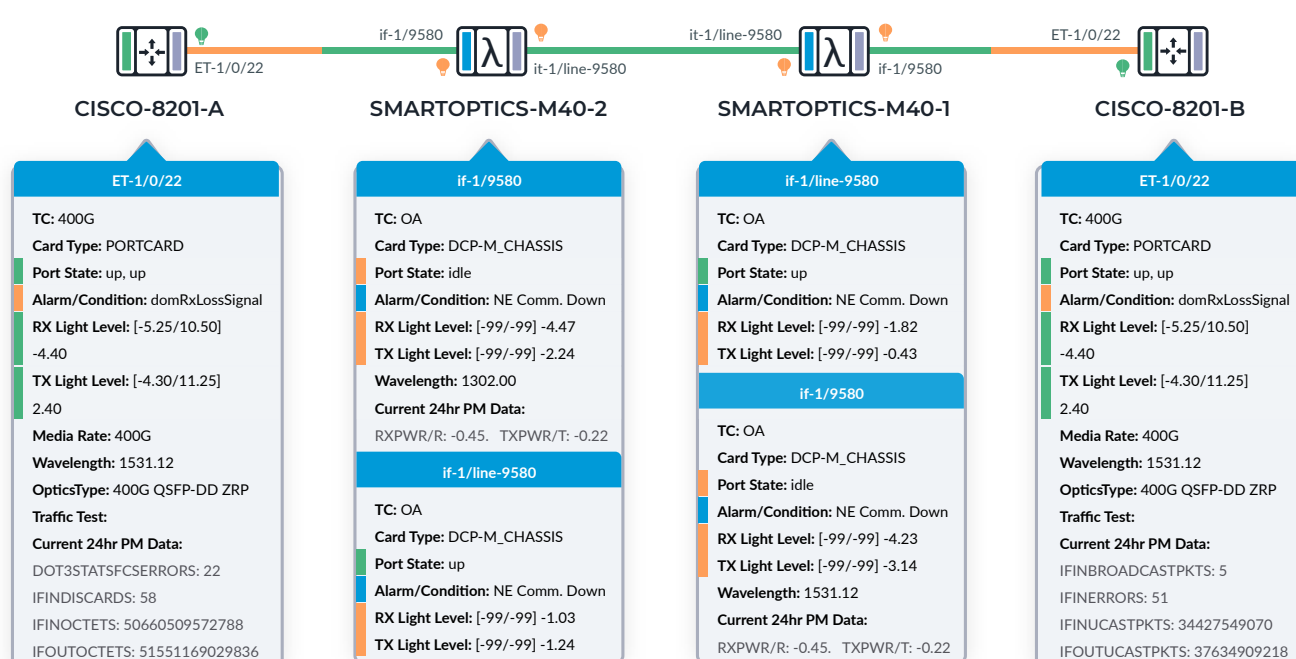 if-1/9580
it-1/line-9580
ET-1/0/22
ET-1/0/22
it-1/line-9580
if-1/9580
CISCO-8201-A
SMARTOPTICS-M40-2
SMARTOPTICS-M40-1
CISCO-8201-B
ET-1/0/22
TC: 400G
Card Type: PORTCARD
Port State: up, up
Alarm/Condition: domRxLossSignal
RX Light Level: [-5.25/10.50]
-4.40
TX Light Level: [-4.30/11.25]
2.40
Media Rate: 400G
Wavelength: 1531.12
OpticsType: 400G QSFP-DD ZRP
Traffic Test:
Current 24hr PM Data:
DOT3STATSFCSERRORS: 22
IFINDISCARDS: 58
IFINOCTETS: 50660509572788
IFOUTOCTETS: 51551169029836
if-1/9580
TC: OA
Card Type: DCP-M_CHASSIS
Port State: idle
Alarm/Condition: NE Comm. Down
RX Light Level: [-99/-99] -4.47
TX Light Level: [-99/-99] -2.24
Wavelength: 1302.00
Current 24hr PM Data:
RXPWR/R: -0.45. TXPWR/T: -0.22
if-1/line-9580
TC: OA
Card Type: DCP-M_CHASSIS
Port State: up
Alarm/Condition: NE Comm. Down
RX Light Level: [-99/-99] -1.03
TX Light Level: [-99/-99] -1.24
if-1/line-9580
TC: OA
Card Type: DCP-M_CHASSIS
Port State: up
Alarm/Condition: NE Comm. Down
RX Light Level: [-99/-99] -1.82
TX Light Level: [-99/-99] -0.43
if-1/9580
TC: OA
Card Type: DCP-M_CHASSIS
Port State: idle
Alarm/Condition: NE Comm. Down
RX Light Level: [-99/-99] -4.23
TX Light Level: [-99/-99] -3.14
Wavelength: 1531.12
Current 24hr PM Data:
RXPWR/R: -0.45. TXPWR/T: -0.22
ET-1/0/22
TC: 400G
Card Type: PORTCARD
Port State: up, up
Alarm/Condition: domRxLossSignal
RX Light Level: [-5.25/10.50]
-4.40
TX Light Level: [-4.30/11.25]
2.40
Media Rate: 400G
Wavelength: 1531.12
OpticsType: 400G QSFP-DD ZRP
Traffic Test:
Current 24hr PM Data:
IFINBROADCASTPKTS: 5
IFINERRORS: 51
IFINUCASTPKTS: 34427549070
IFOUTUCASTPKTS: 37634909218